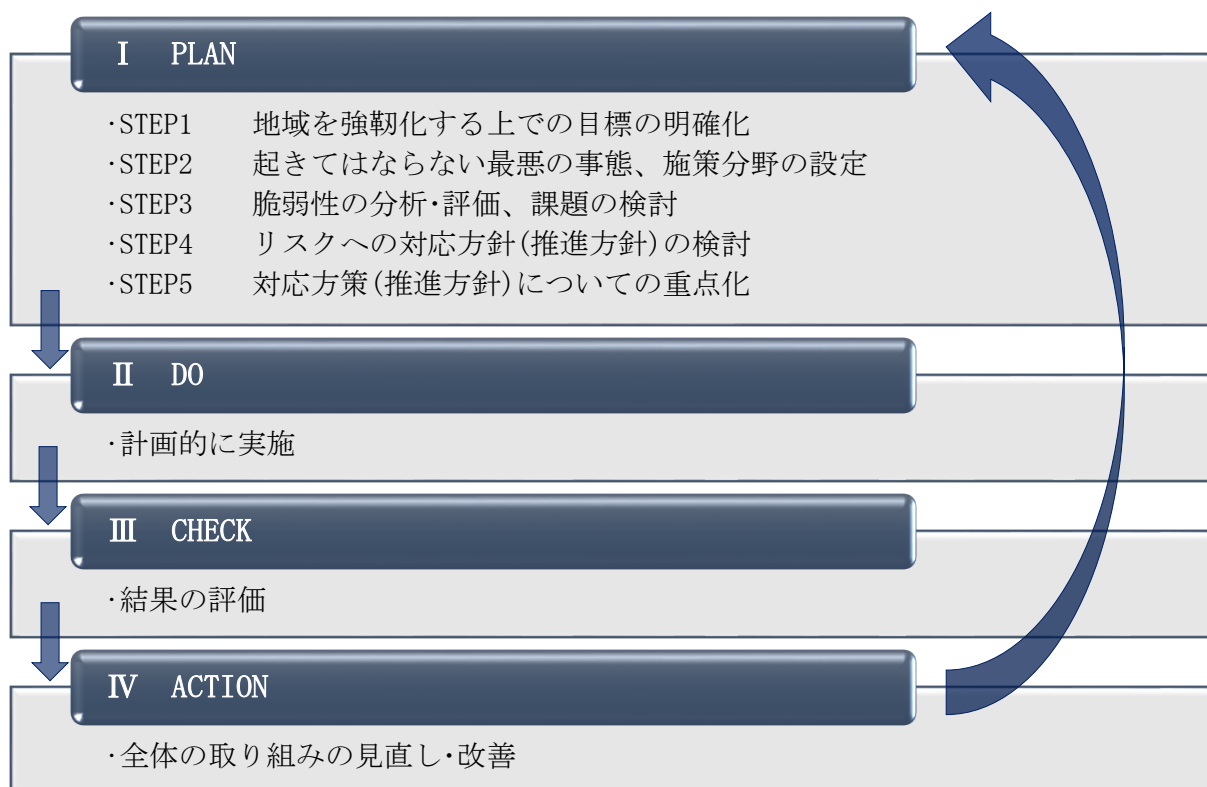 Ⅰ PLAN
･STEP1 地域を強靭化する上での目標の明確化
･STEP2 起きてはならない最悪の事態、施策分野の設定
･STEP3 脆弱性の分析･評価、課題の検討
･STEP4 リスクへの対応方針(推進方針)の検討
･STEP5 対応方策(推進方針)についての重点化
Ⅱ DO
･計画的に実施
Ⅲ CHECK
･結果の評価
Ⅳ ACTION
･全体の取り組みの見直し･改善